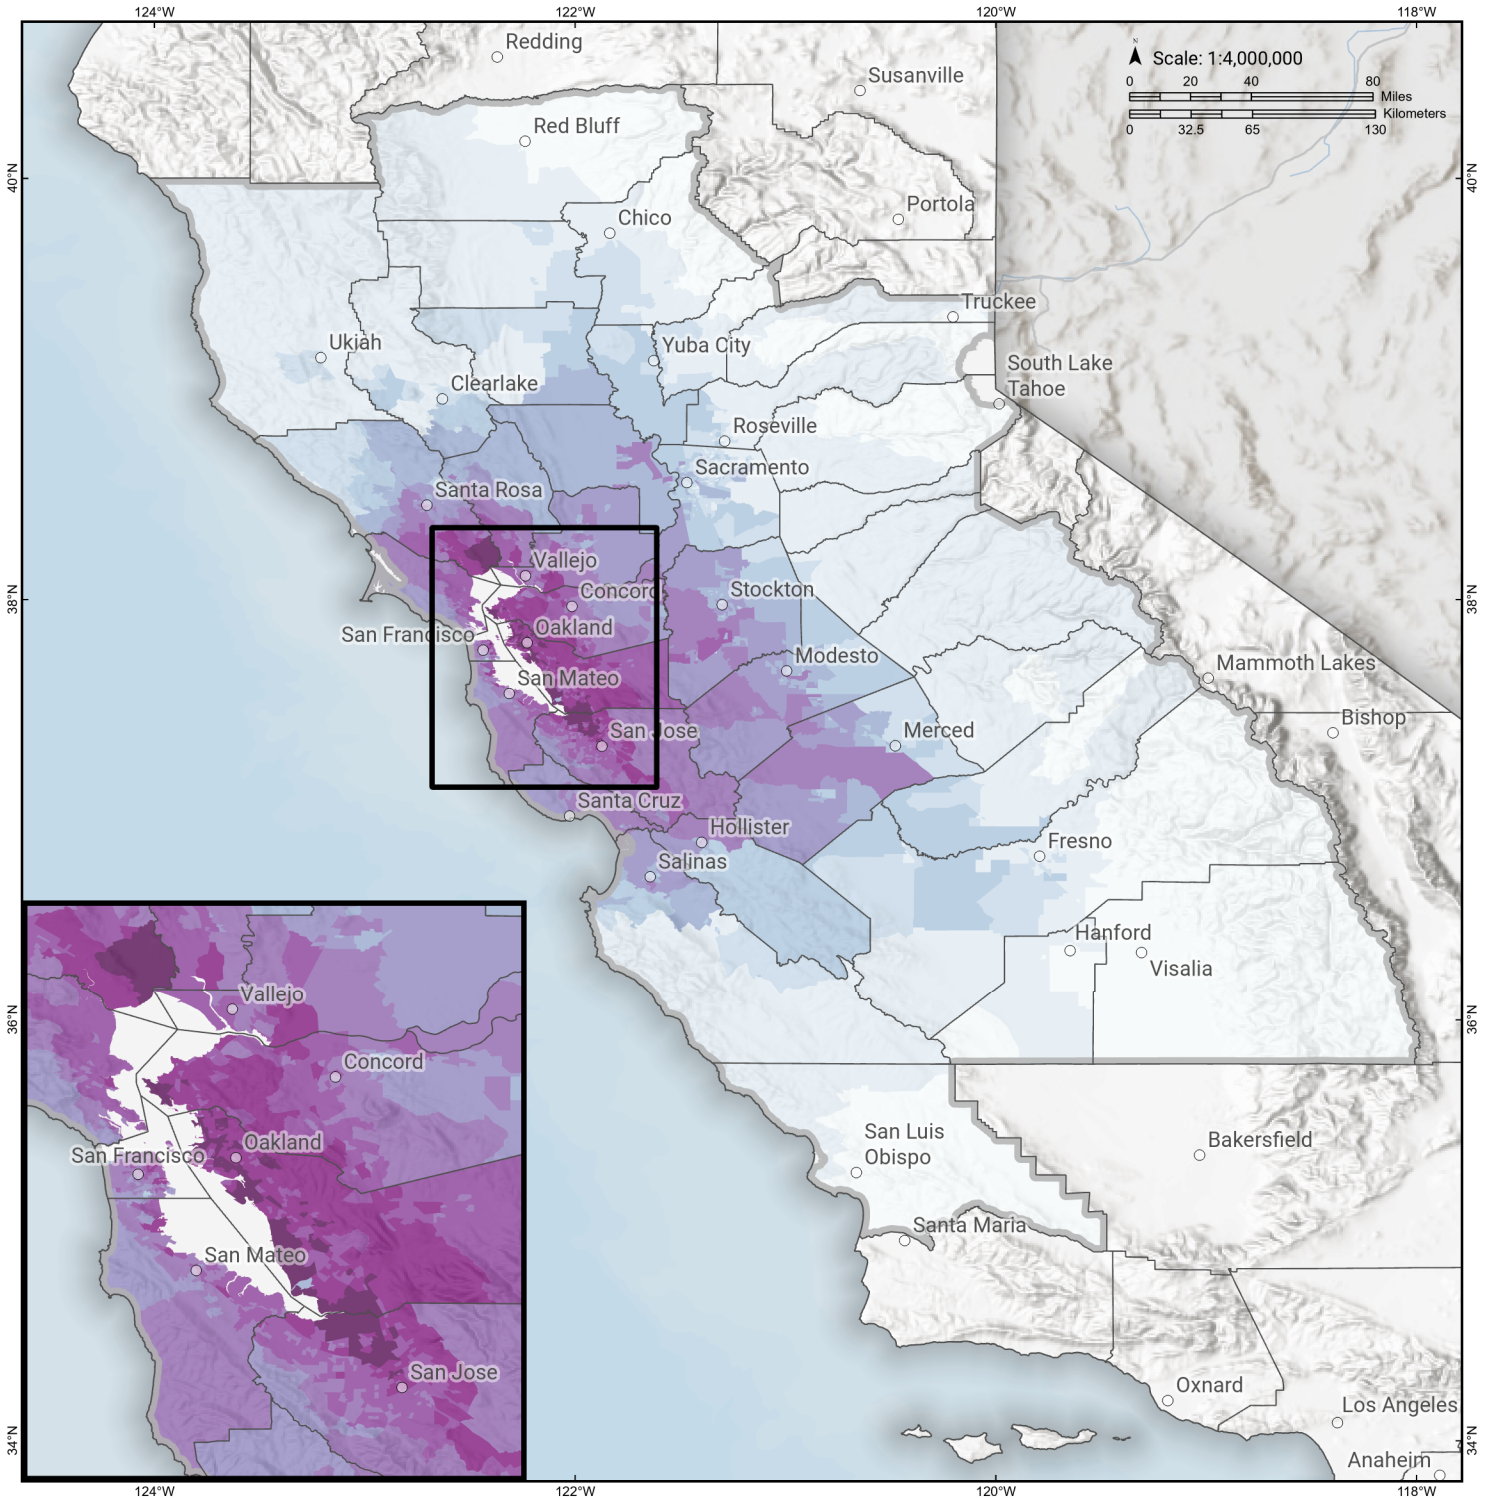 124°W
122°W
120°W
118°W
Redding
Susanville
N
Scale: 1:4,000,000
0 20 40 80
Miles
Kilometers
0 32.5 65 130
Red Bluff
40°N
40°N
Portola
Chico
Truckee
Ukiah
Yuba City
South Lake
Tahoe
Clearlake
Roseville
Sacramento
Santa Rosa
Vallejo
Concord
Stockton
38°N
38°N
Oakland
San Francisco
Modesto
Mammoth Lakes
San Mateo
Bishop
San Jose
Merced
Santa Cruz
Hollister
Fresno
Salinas
Hanford
Visalia
Vallejo
36°N
36°N
Concord
San Luis
Obispo
Bakersfield
Oakland
San Francisco
Santa Maria
San Mateo
San Jose
Oxnard
Los Angeles
34°N
34°N
Anaheim
124°W
122°W
120°W
118°W